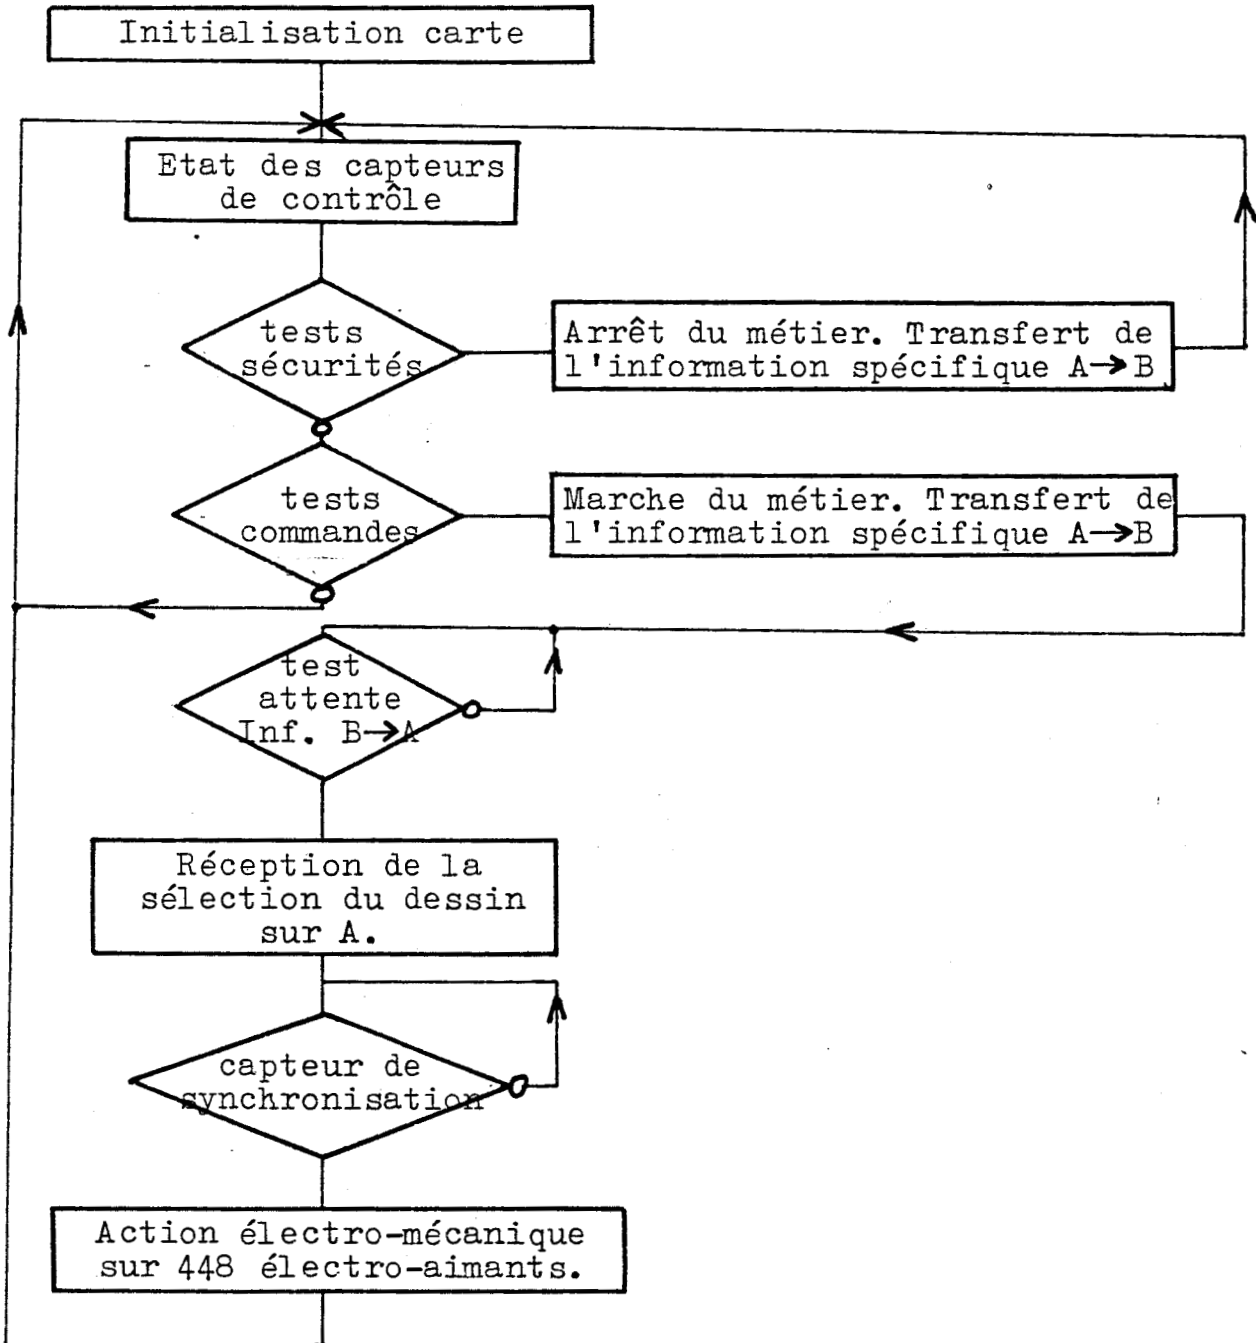 Initialisation carte
Etat des capteurs
de contrôle
tests
sécurités
Arrêt du métier. Transfert de
l'information spécifique A→B
tests
commandes
Marche du métier. Transfert de
l'information spécifique A→B
test
attente
Inf. B→A
Réception de la
sélection du dessin
sur A.
capteur de
synchronisation
Action électro-mécanique
sur 448 électro-aimants.